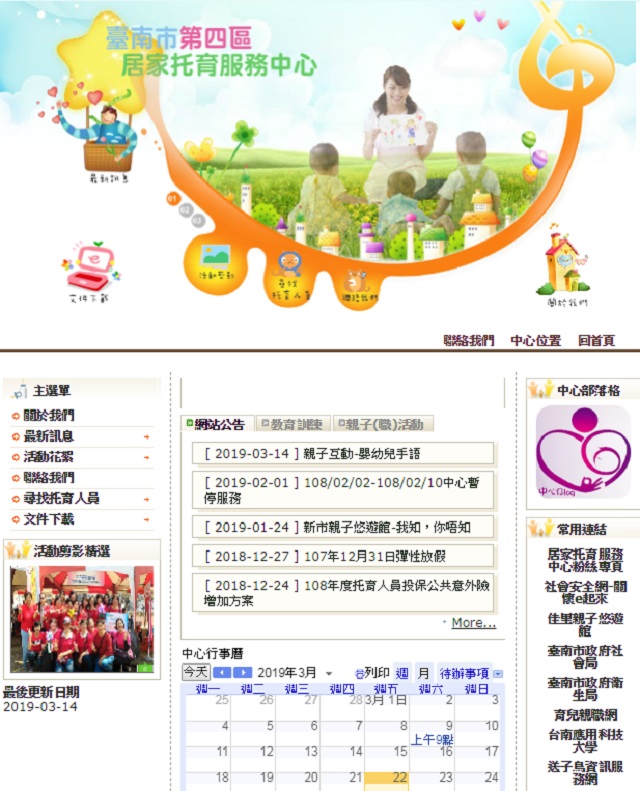 臺南市第四區
居家托育服務中心
最新訊息
01
02
03
文件下載
活動剪影
尋找
托育人員
聯絡我們
關於我們
聯絡我們 中心位置 回首頁
主選單
關於我們
最新訊息
活動花絮
聯絡我們
尋找托育人員
文件下載
活動剪影精選
最後更新日期
2019-03-14
網站公告 教育訓練 親子(職)活動
[ 2019-03-14 ] 親子互動-嬰幼兒手語
[ 2019-02-01 ] 108/02/02-108/02/10中心暫
停服務
[ 2019-01-24 ] 新市親子悠遊館-我知，你唔知
[ 2018-12-27 ] 107年12月31日彈性放假
[ 2018-12-24 ] 108年度托育人員投保公共意外險
增加方案
More...
中心行事曆
今天 2019年3月 列印 週 月 待辦事項
週一 週二 週三 週四 週五 週六 週日
25 26 27 28 3月 1日 2 3
4 5 6 7 8 9 10
上午9點
11 12 13 14 15 16 17
18 19 20 21 22 23 24
中心部落格
中心Blog
常用連結
居家托育服務
中心粉絲專頁
社會安全網-關
懷e起來
佳里親子悠遊
館
臺南市政府社
會局
臺南市政府衛
生局
育兒親職網
台南應用科技
大學
送子鳥資訊服
務網